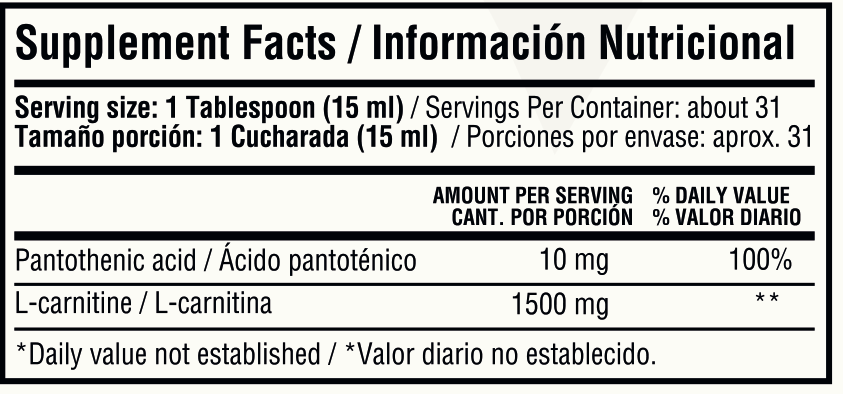 Supplement Facts / Información Nutricional
Serving size: 1 Tablespoon (15 ml) / Servings Per Container: about 31
Tamaño porción: 1 Cucharada (15 ml) / Porciones por envase: aprox. 31
AMOUNT PER SERVING % DAILY VALUE
CANT. POR PORCIÓN % VALOR DIARIO
Pantothenic acid / Ácido pantoténico 10 mg 100%
L-carnitine / L-carnitina 1500 mg **
*Daily value not established / *Valor diario no establecido.